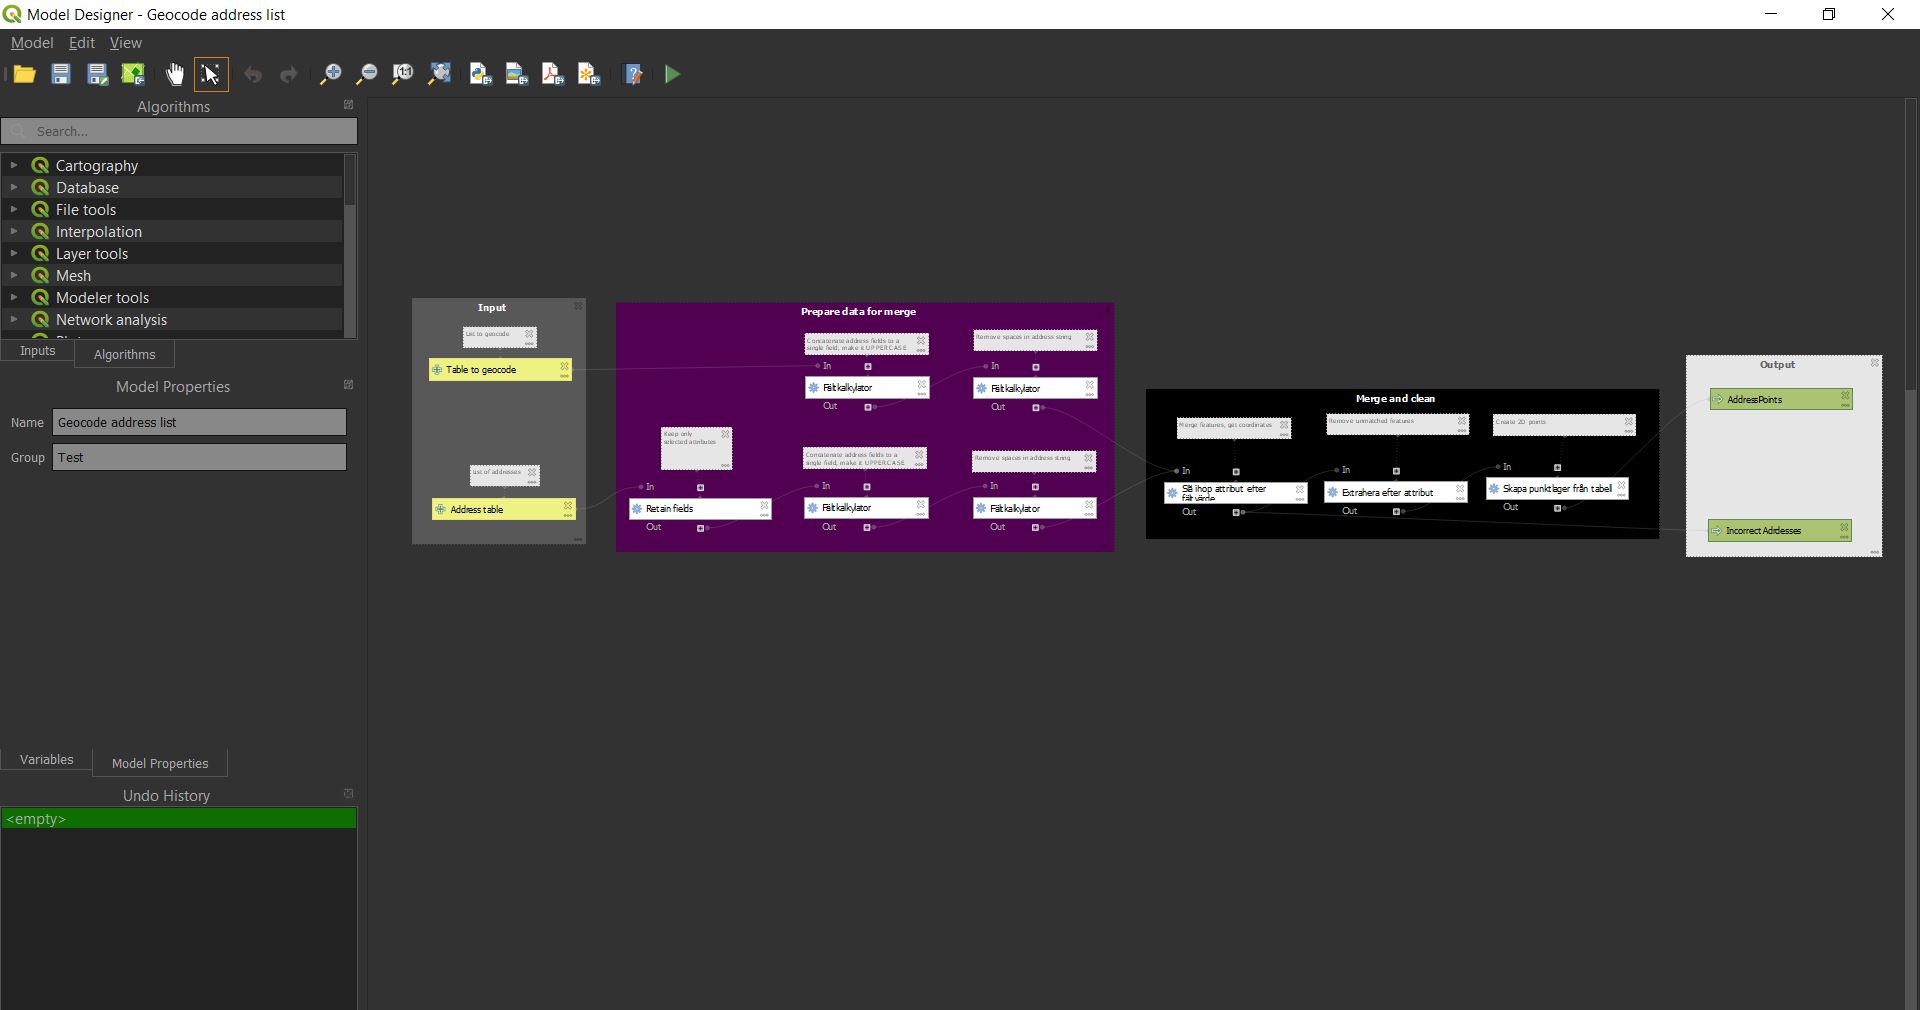 Model Designer - Geocode address list
Model Edit View
1:1
Algorithms
Search...
Cartography
Database
File tools
Interpolation
Layer tools
Mesh
Modeler tools
Network analysis
Inputs Algorithms
Model Properties
Name Geocode address list
Group Test
Variables Model Properties
Undo History
<empty>
Input
List to geocode
Table to geocode
List of addresses
Address table
Prepare data for merge
Concatenate address fields to a
single field, make it UPPERCASE
In
Fältkalkylator
Out
Remove spaces in address string
In
Fältkalkylator
Out
Keep only
selected attributes
In
Retain fields
Out
Concatenate address fields to a
single field, make it UPPERCASE
In
Fältkalkylator
Out
Remove spaces in address string
In
Fältkalkylator
Out
Merge and clean
Merge features, get coordinates
In
Slå ihop attribut efter
fältvärde
Out
Remove unmatched features
In
Extrahera efter attribut
Out
Create 2D points
In
Skapa punktlager från tabell
Out
Output
AddressPoints
Incorrect Adrdesses